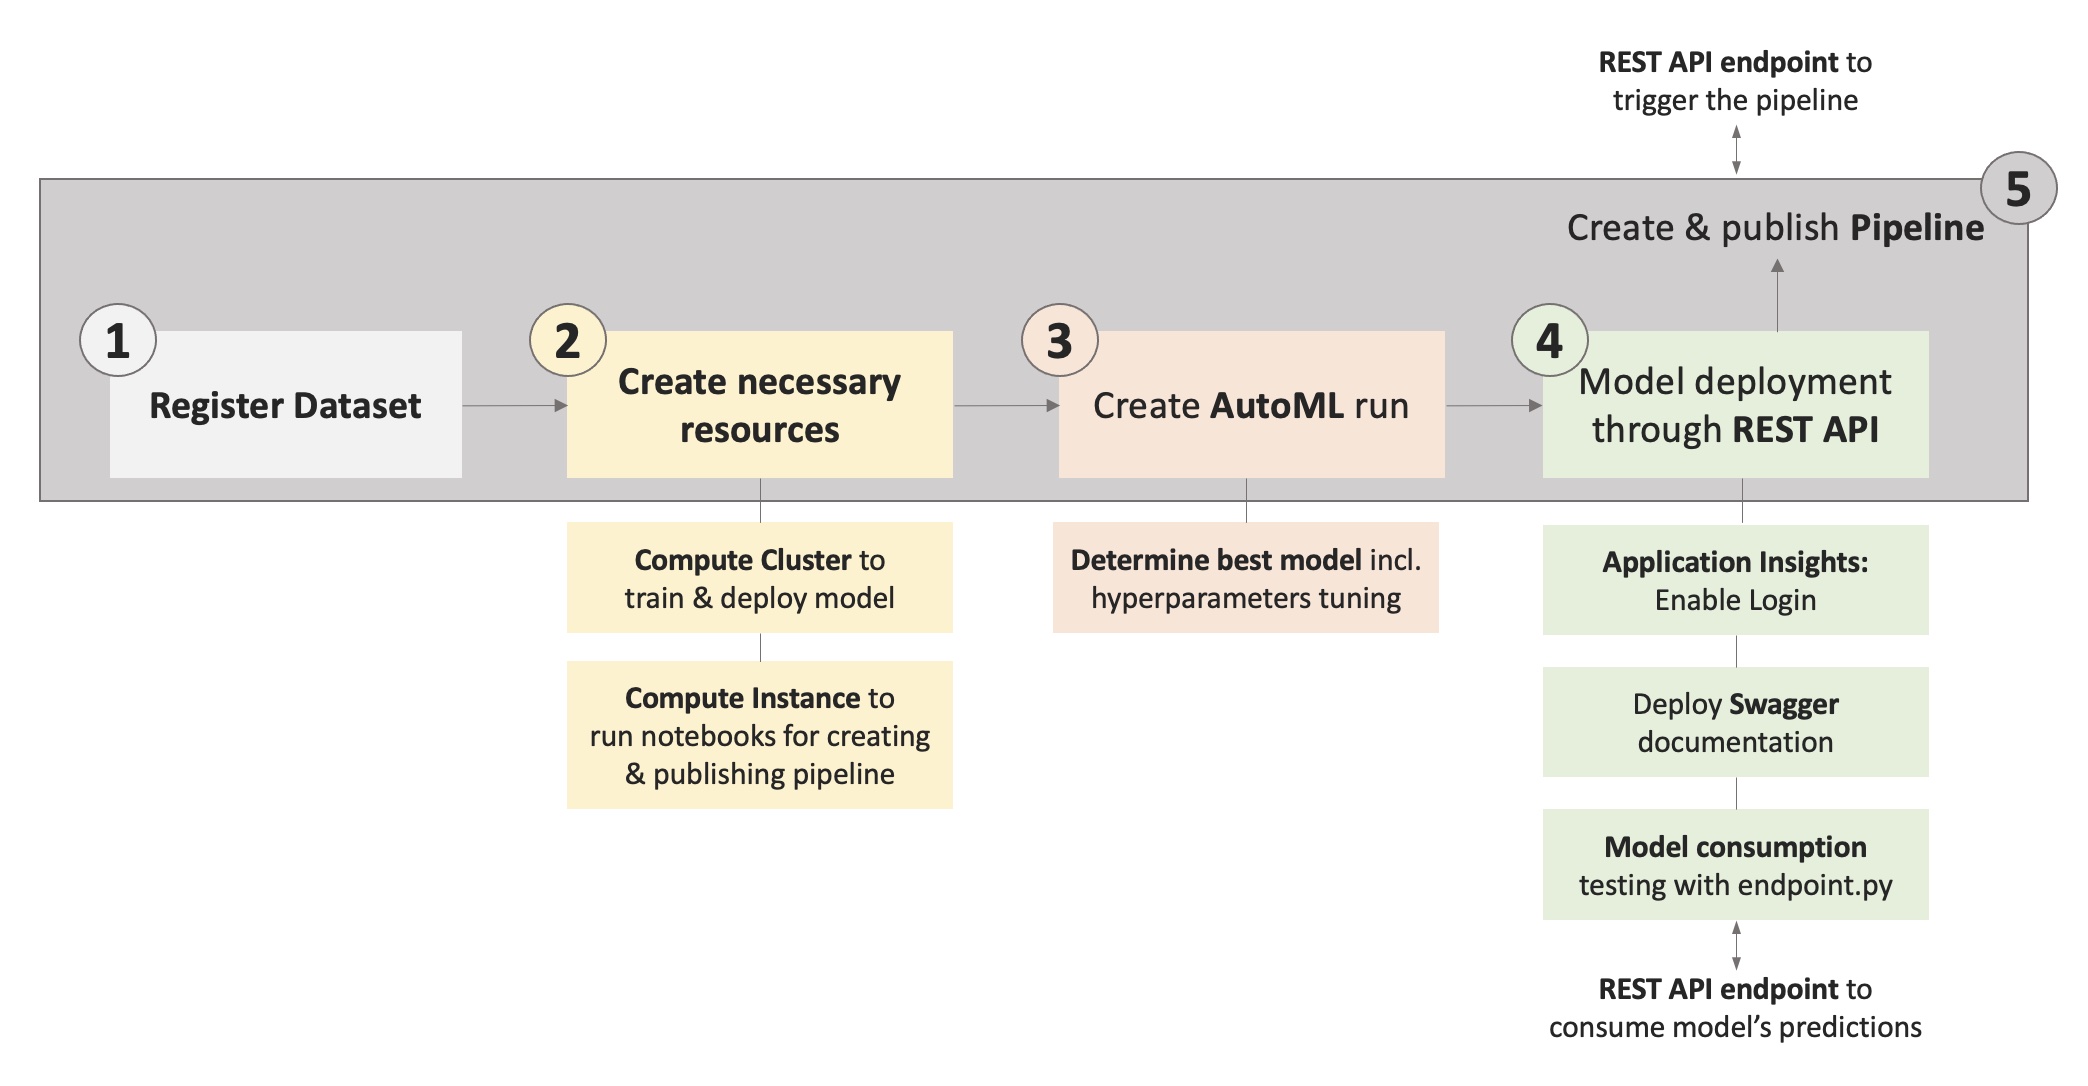 REST API endpoint to
trigger the pipeline
5
Create & publish Pipeline
1
Register Dataset
2
Create necessary
resources
3
Create AutoML run
4
Model deployment
through REST API
Compute Cluster to
train & deploy model
Compute Instance to
run notebooks for creating
& publishing pipeline
Determine best model incl.
hyperparameters tuning
Application Insights:
Enable Login
Deploy Swagger
documentation
Model consumption
testing with endpoint.py
REST API endpoint to
consume model’s predictions